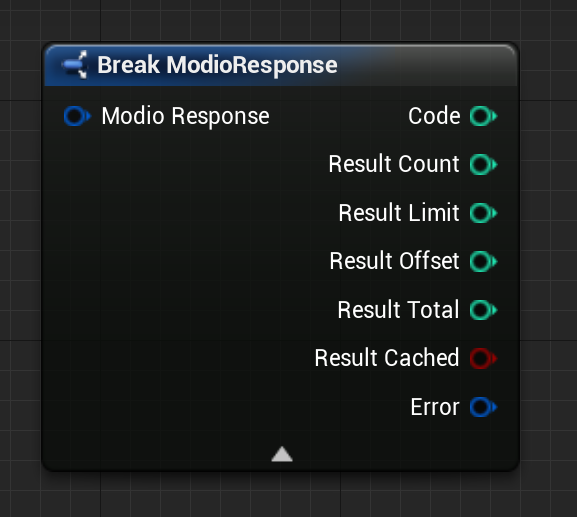 Break ModioResponse
Modio Response
Code
Result Count
Result Limit
Result Offset
Result Total
Result Cached
Error